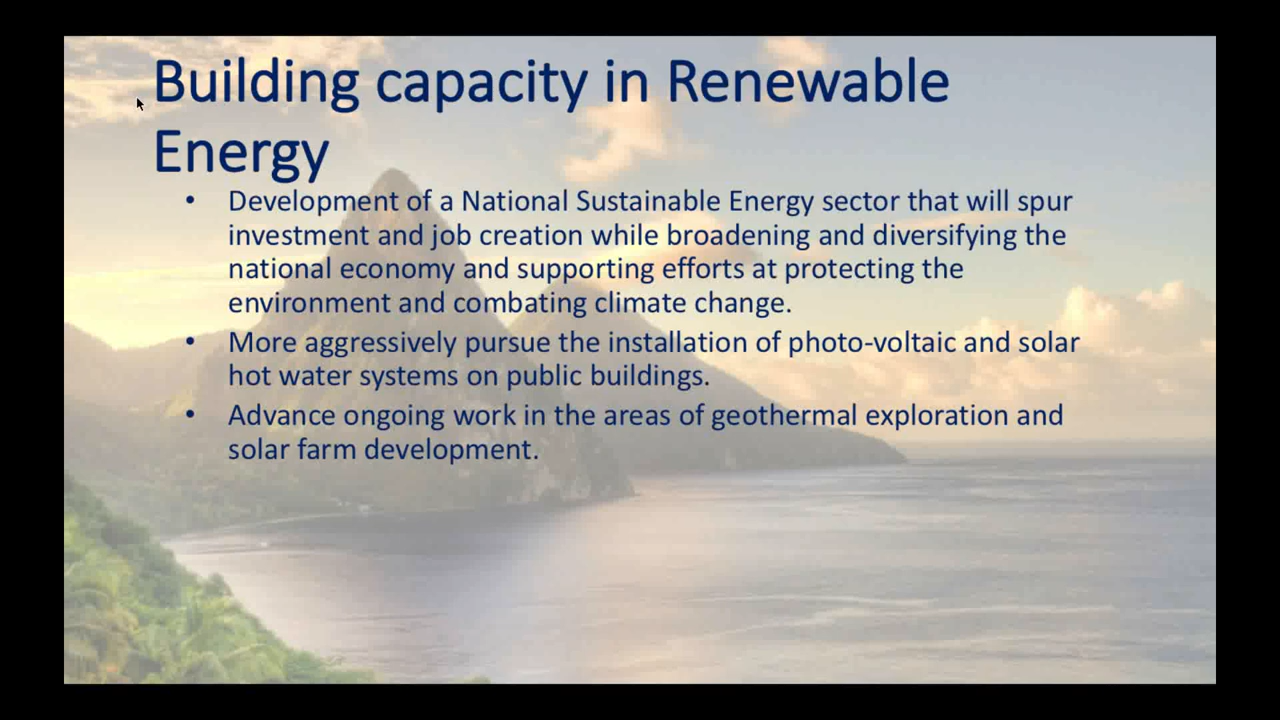 Building capacity in Renewable
Energy
• Development of a National Sustainable Energy sector that will spur
investment and job creation while broadening and diversifying the
national economy and supporting efforts at protecting the
environment and combating climate change.
• More aggressively pursue the installation of photo-voltaic and solar
hot water systems on public buildings.
• Advance ongoing work in the areas of geothermal exploration and
solar farm development.